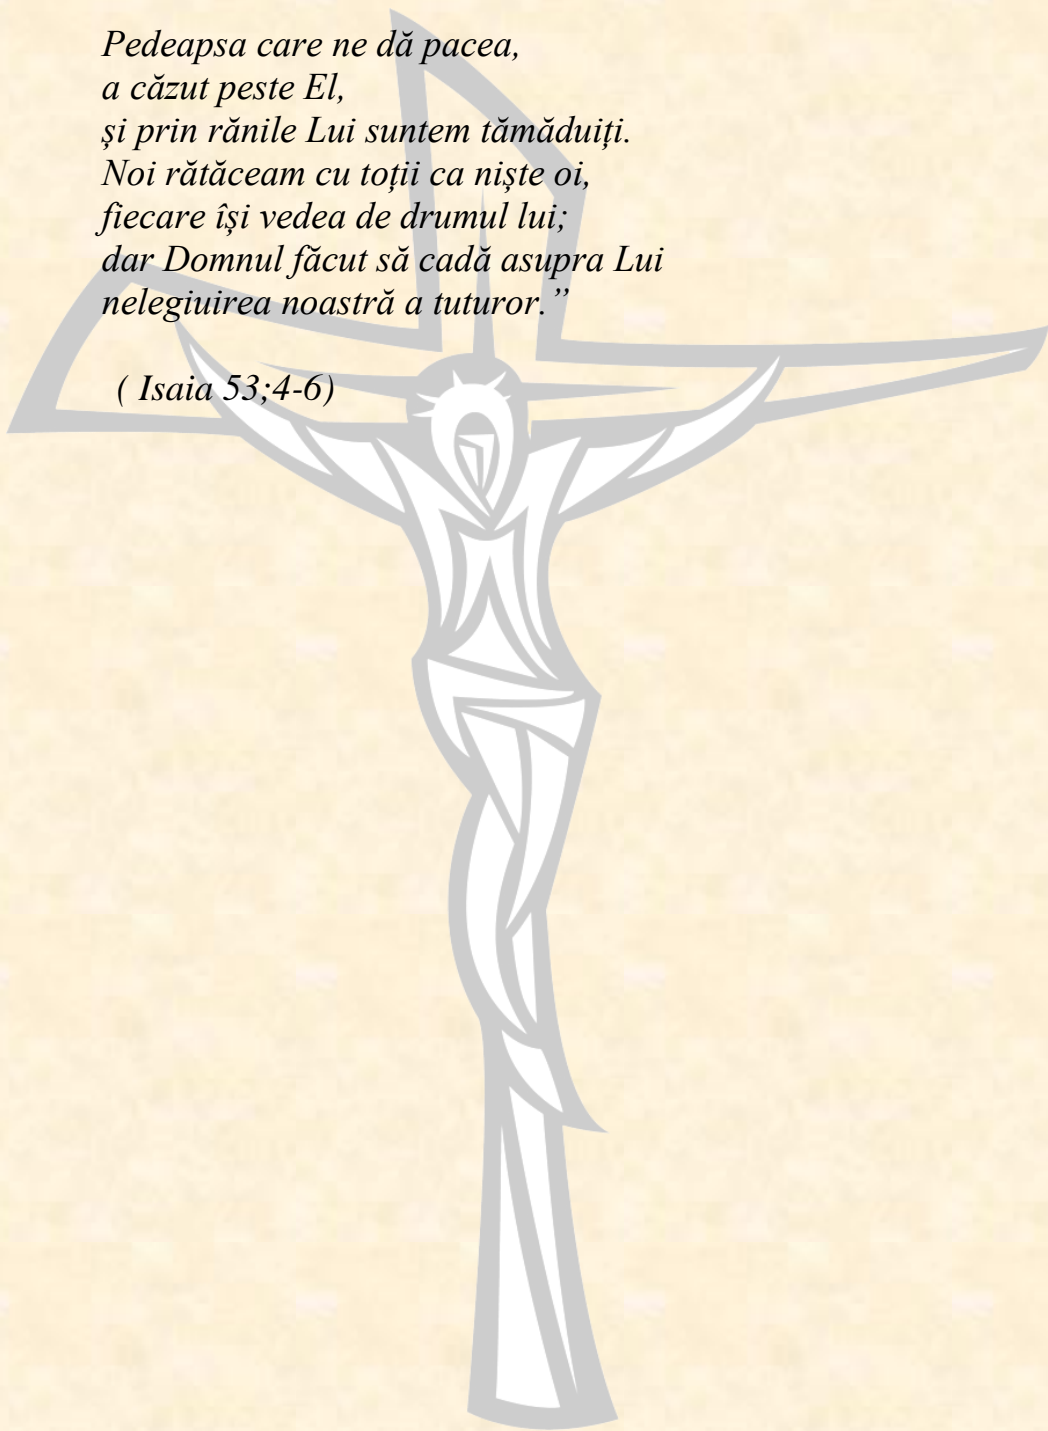 Pedeapsa care ne dă pacea,
a căzut peste El,
și prin rănile Lui suntem tămăduiți.
Noi rătăceam cu toții ca niște oi,
fiecare își vedea de drumul lui;
dar Domnul făcut să cadă asupra Lui
nelegiuirea noastră a tuturor.”
( Isaia 53;4-6)